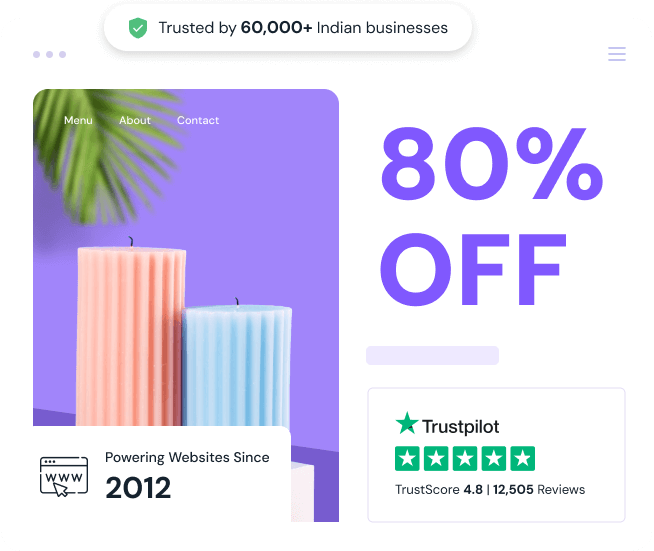 Trusted by 60,000+ Indian businesses
Menu About Contact
80%
OFF
Trustpilot
TrustScore 4.8 | 12,505 Reviews
WWW
Powering Websites Since
2012